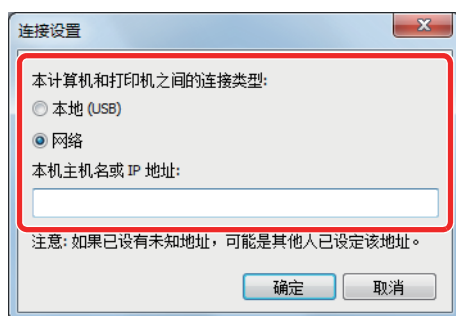 连接设置
本计算机和打印机之间的连接类型:
本地 (USB)
网络
本机主机名或 IP 地址:
注意: 如果已设有未知地址，可能是其他人已设定该地址。
确定 取消